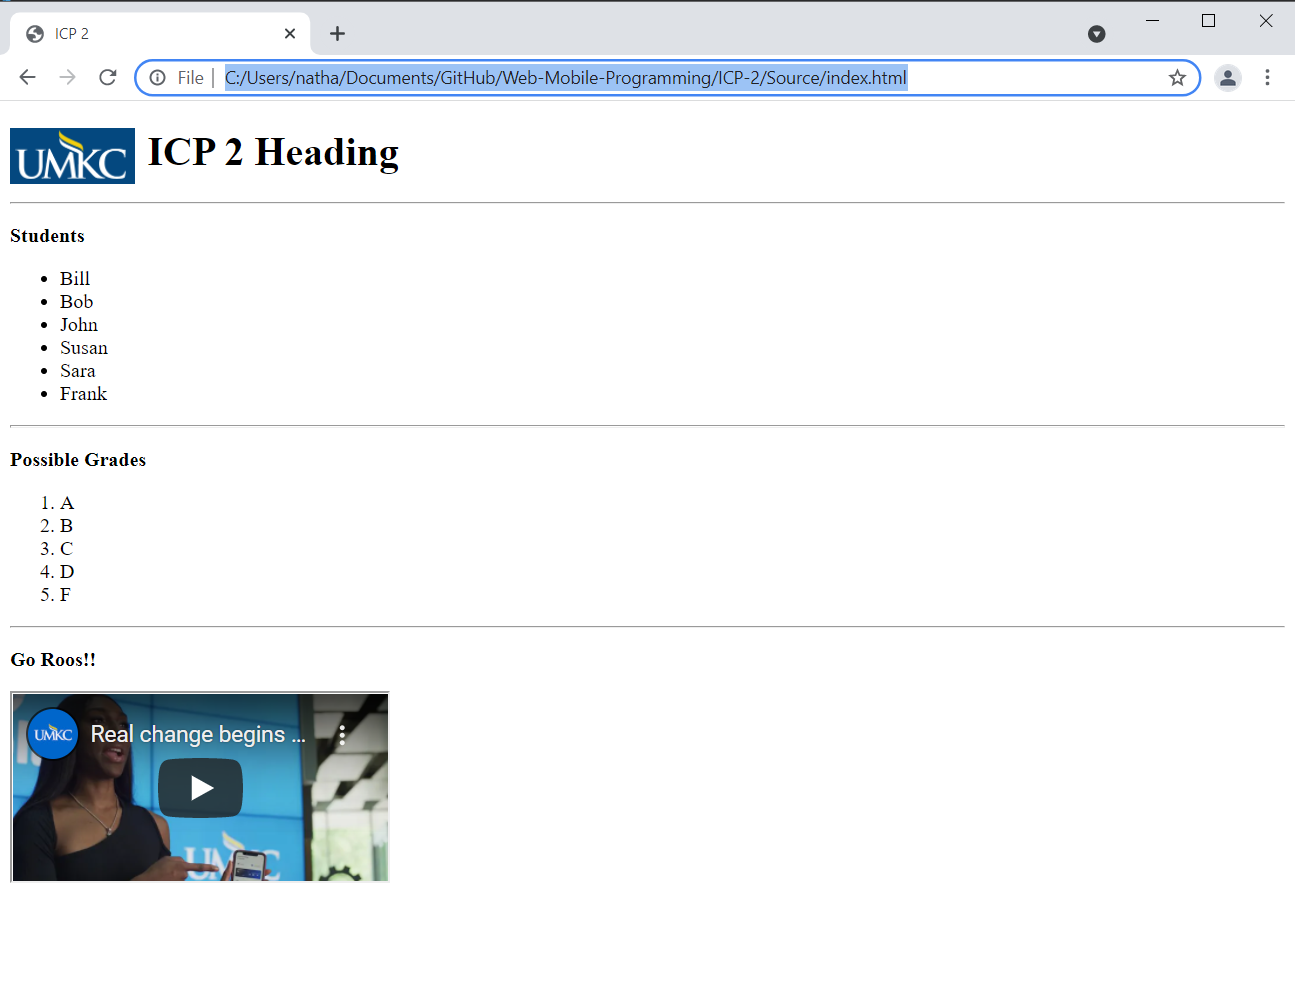 ICP 2
File
C:/Users/natha/Documents/GitHub/Web-Mobile-Programming/ICP-2/Source/index.html
UMKC
ICP 2 Heading
Students
Bill
Bob
John
Susan
Sara
Frank
Possible Grades
1. A
2. B
3. C
4. D
5. F
Go Roos!!
UMKC
Real change begins ...
UMKC